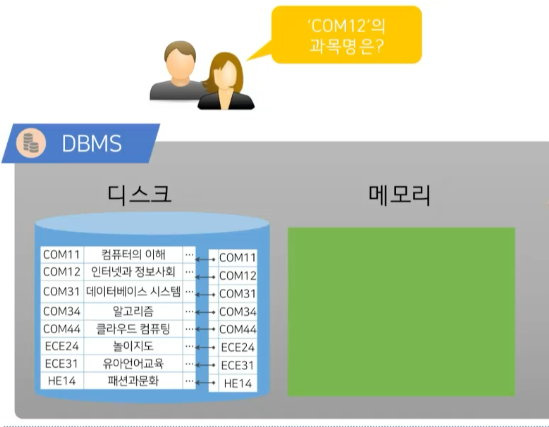 'COM12'의
과목명은?
DBMS
디스크
메모리
COM11 컴퓨터의 이해 ··· COM11
COM12 인터넷과 정보사회 ··· COM12
COM31 데이터베이스 시스템 ··· COM31
COM34 알고리즘 ··· COM34
COM44 클라우드 컴퓨팅 ··· COM44
ECE24 놀이지도 ··· ECE24
ECE31 유아언어교육 ··· ECE31
HE14 패션과문화 ··· HE14